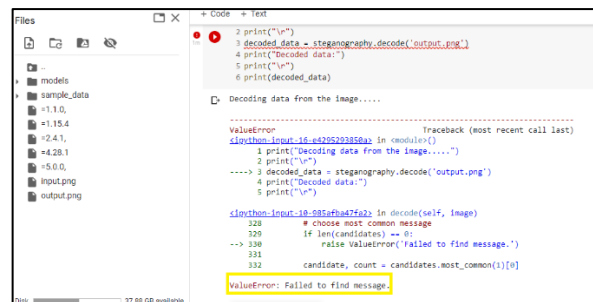 Files
+ Code + Text
..
models
sample_data
=1.1.0,
=1.15.4
=2.4.1,
=4.28.1
=5.0.0,
input.png
output.png
Disk 37.88 GB available
2 print("\r")
3 decoded_data = steganography.decode('output.png')
4 print("Decoded data:")
5 print("\r")
6 print(decoded_data)
Decoding data from the image.....
---------------------------------------------------------------------------
ValueError Traceback (most recent call last)
<ipython-input-16-e4295293850a> in <module>()
1 print("Decoding data from the image.....")
2 print("\r")
----> 3 decoded_data = steganography.decode('output.png')
4 print("Decoded data:")
5 print("\r")
<ipython-input-10-985afba47fa2> in decode(self, image)
328 # choose most common message
329 if len(candidates) == 0:
--> 330 raise ValueError('Failed to find message.')
331
332 candidate, count = candidates.most_common(1)[0]
ValueError: Failed to find message.